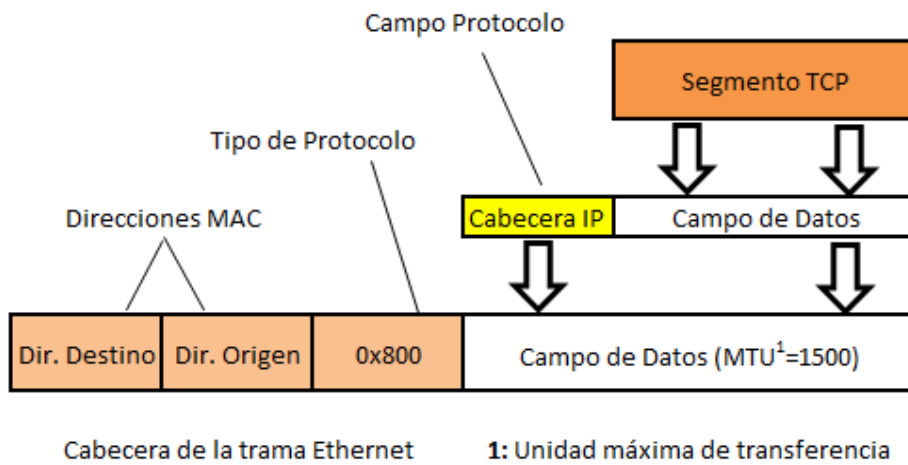 Campo Protocolo
Segmento TCP
Tipo de Protocolo
Direcciones MAC
Cabecera IP
Campo de Datos
Dir. Destino
Dir. Origen
0x800
Campo de Datos (MTU¹=1500)
Cabecera de la trama Ethernet
1: Unidad máxima de transferencia